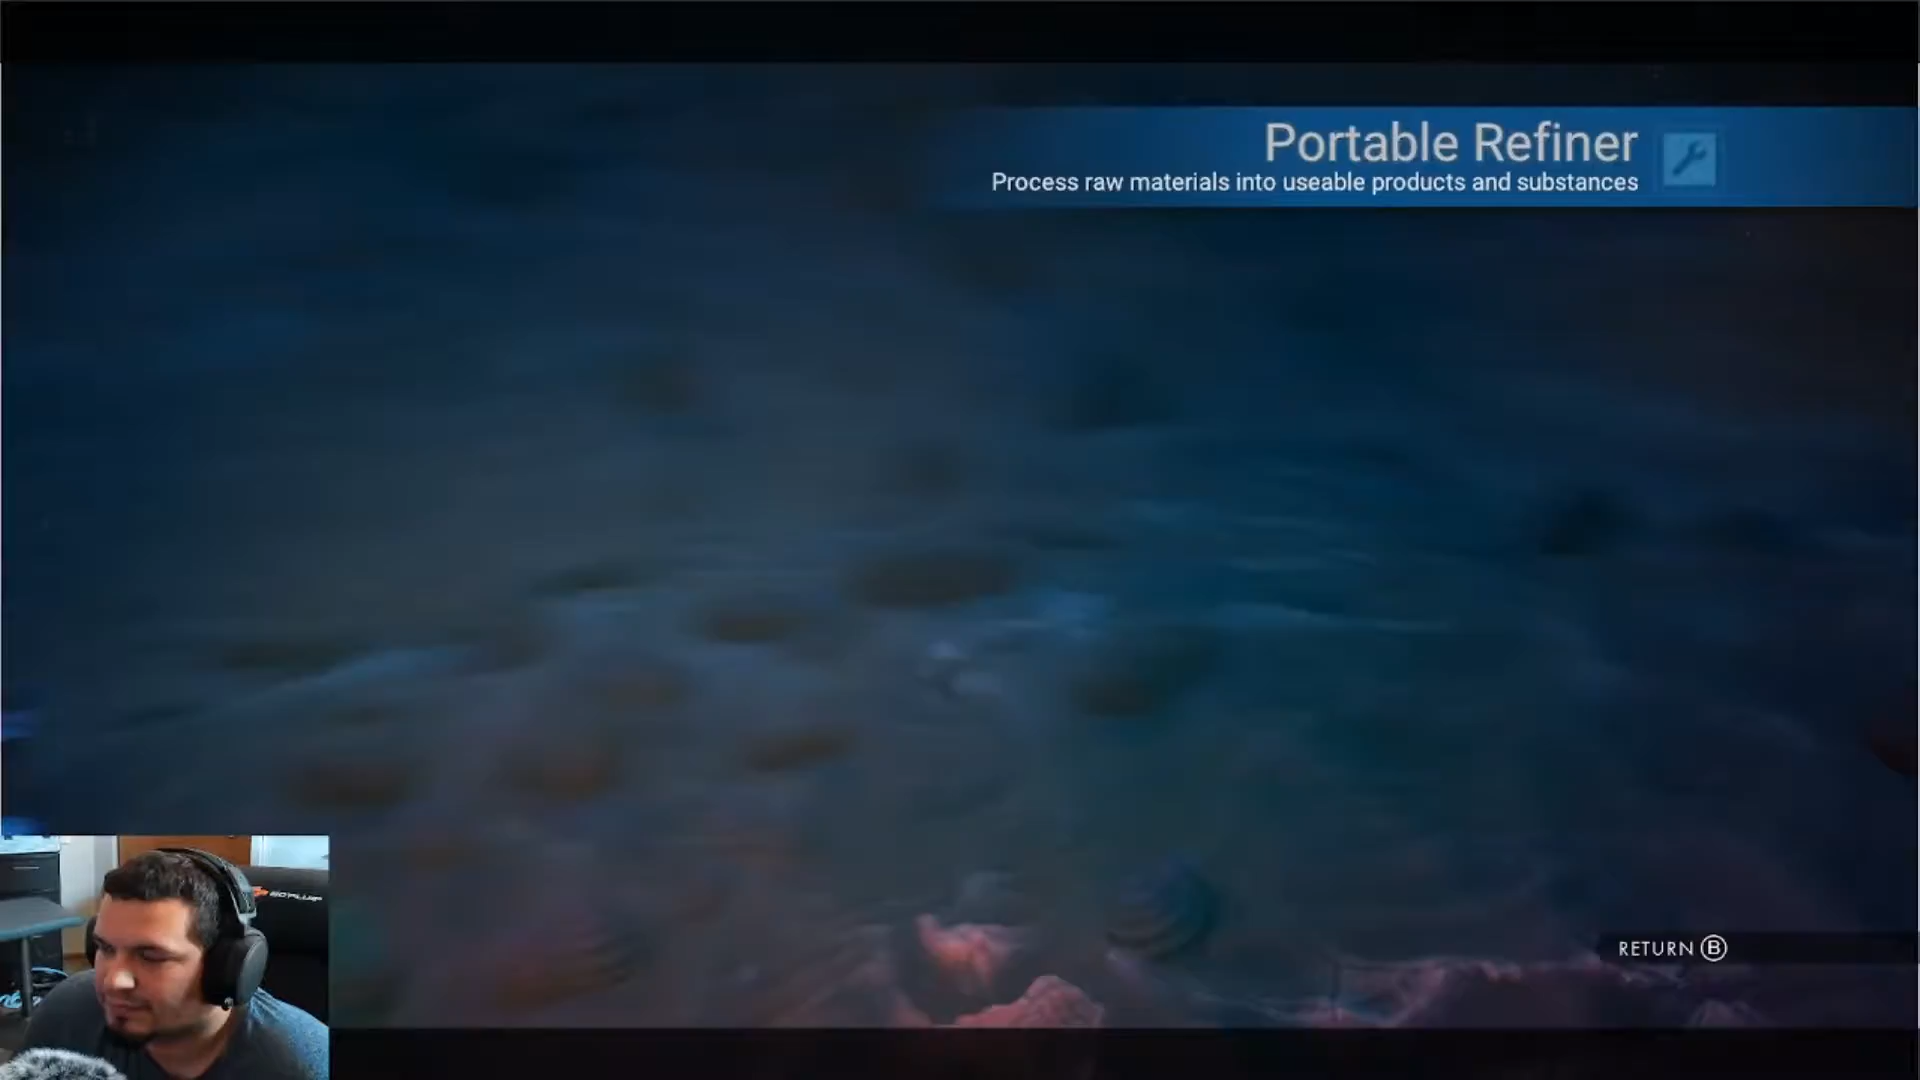 Portable Refiner
Process raw materials into useable products and substances
RETURN B